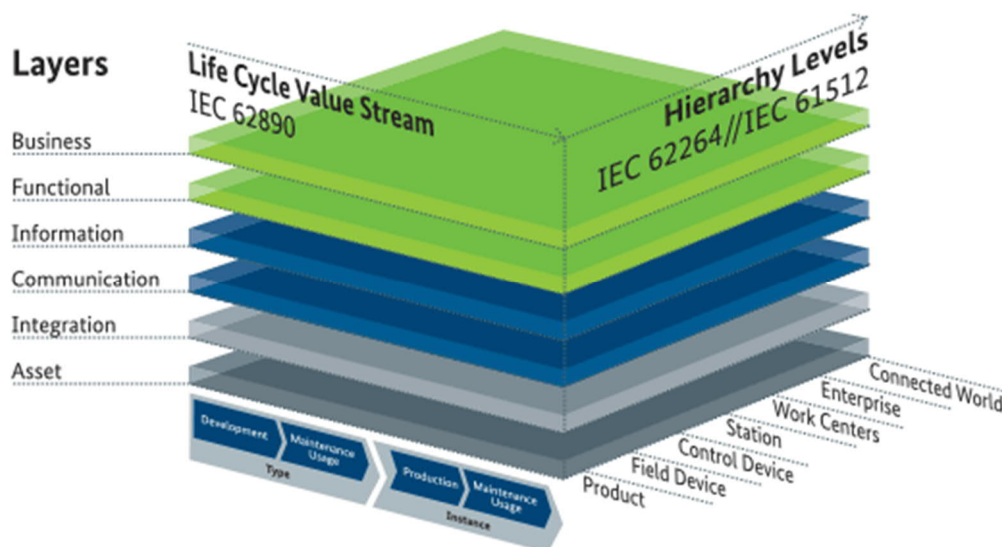 Layers
Life Cycle Value Stream
IEC 62890
Hierarchy Levels
IEC 62264//IEC 61512
Business
Functional
Information
Communication
Integration
Asset
Development
Maintenance
Usage
Type
Production
Maintenance
Usage
Instance
Product
Field Device
Control Device
Station
Work Centers
Enterprise
Connected World